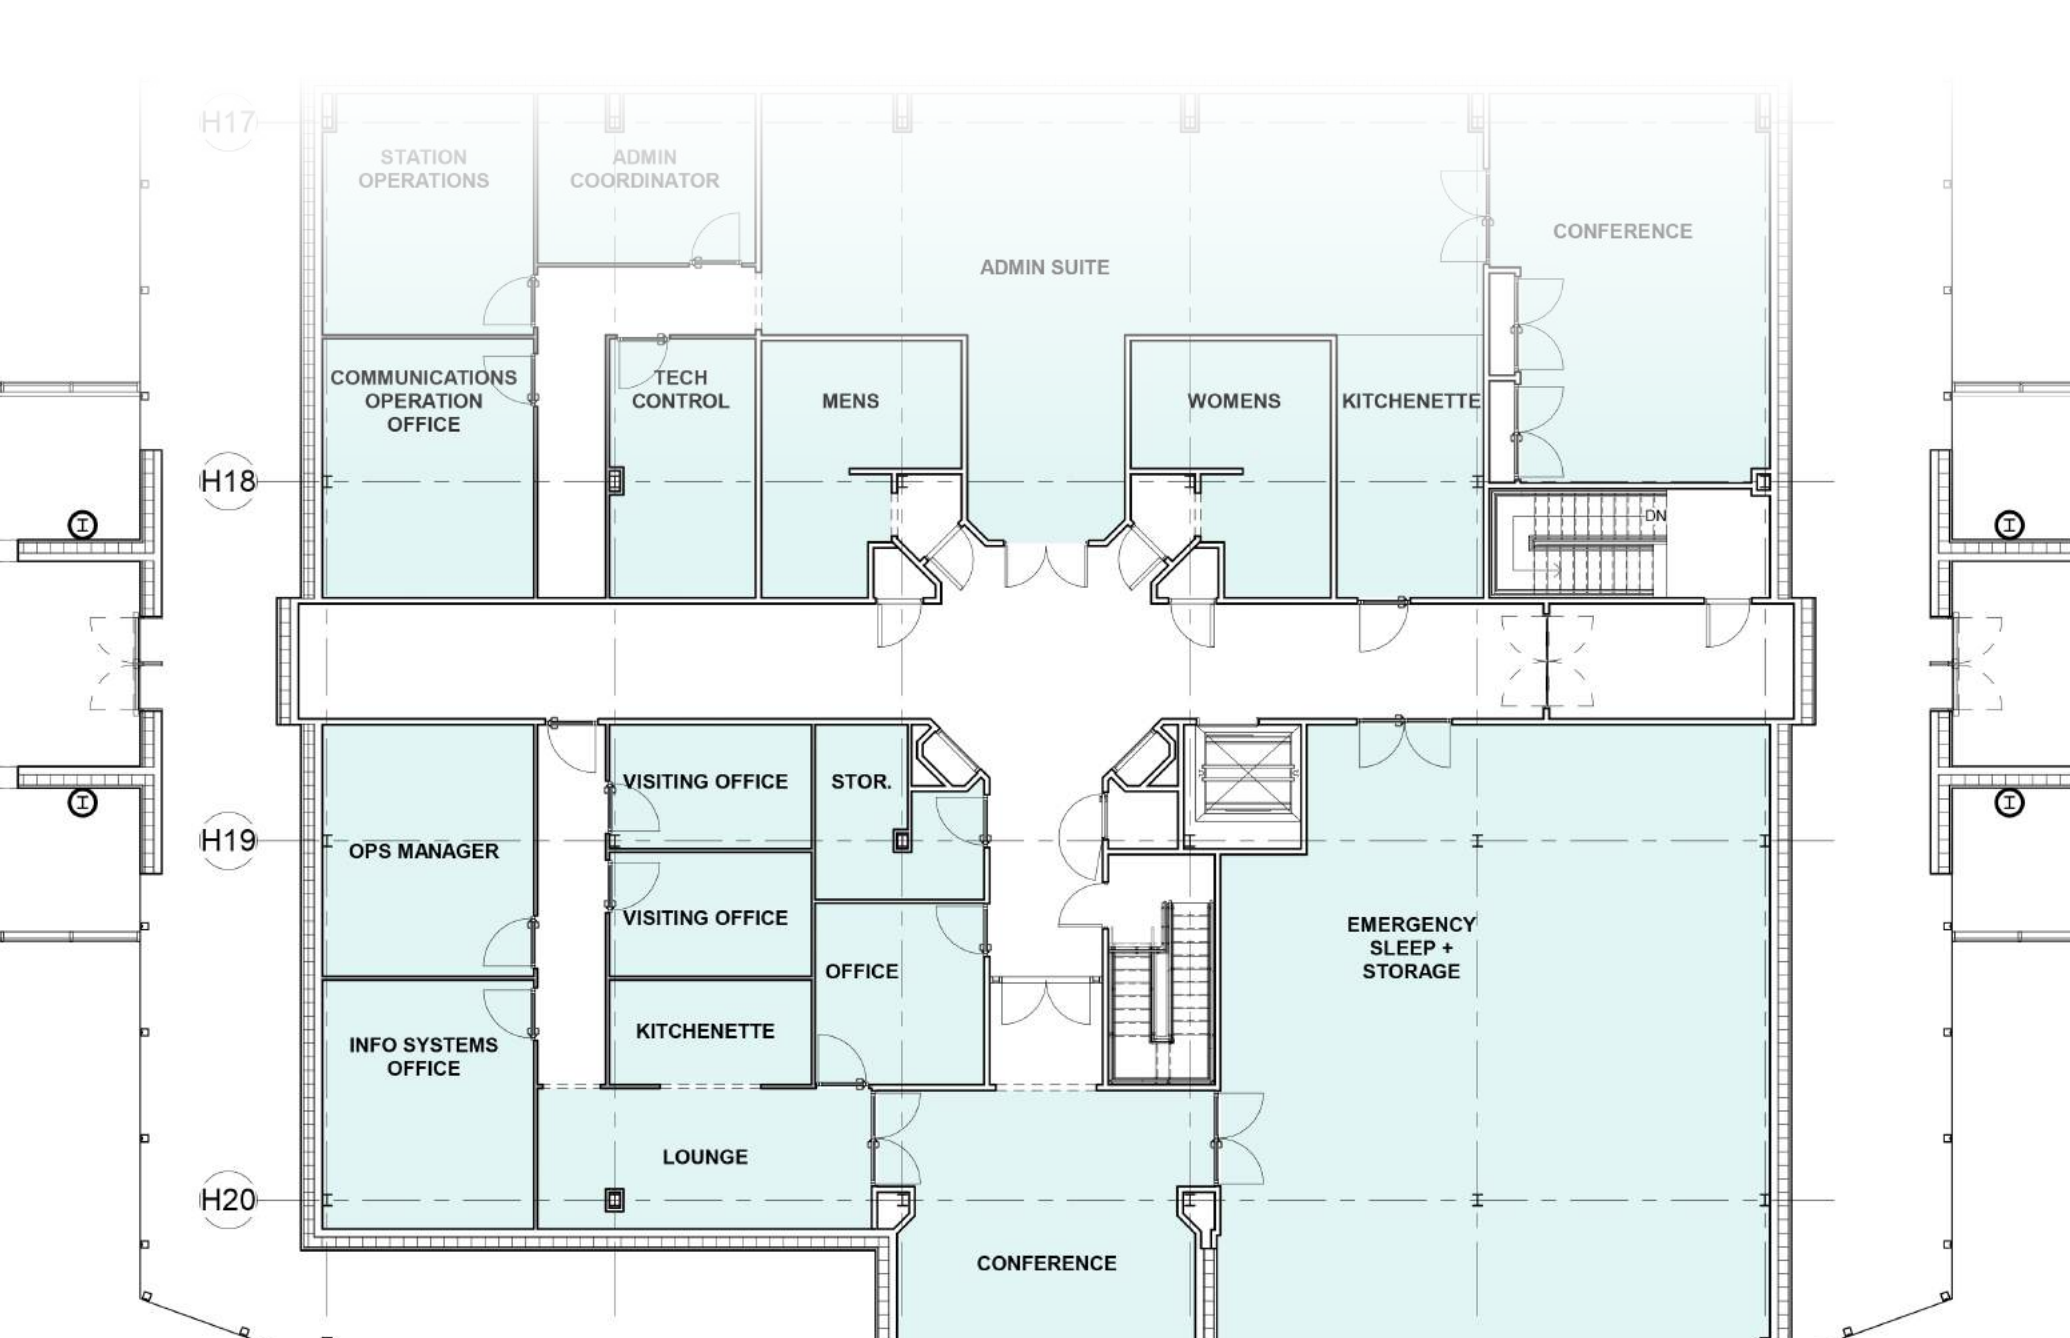 H17
STATION
OPERATIONS
ADMIN
COORDINATOR
CONFERENCE
ADMIN SUITE
COMMUNICATIONS
OPERATION
OFFICE
TECH
CONTROL
MENS
WOMENS
KITCHENETTE
H18
DN
I
I
VISITING OFFICE
STOR.
I
I
H19
OPS MANAGER
VISITING OFFICE
EMERGENCY
SLEEP +
STORAGE
OFFICE
KITCHENETTE
INFO SYSTEMS
OFFICE
LOUNGE
H20
CONFERENCE